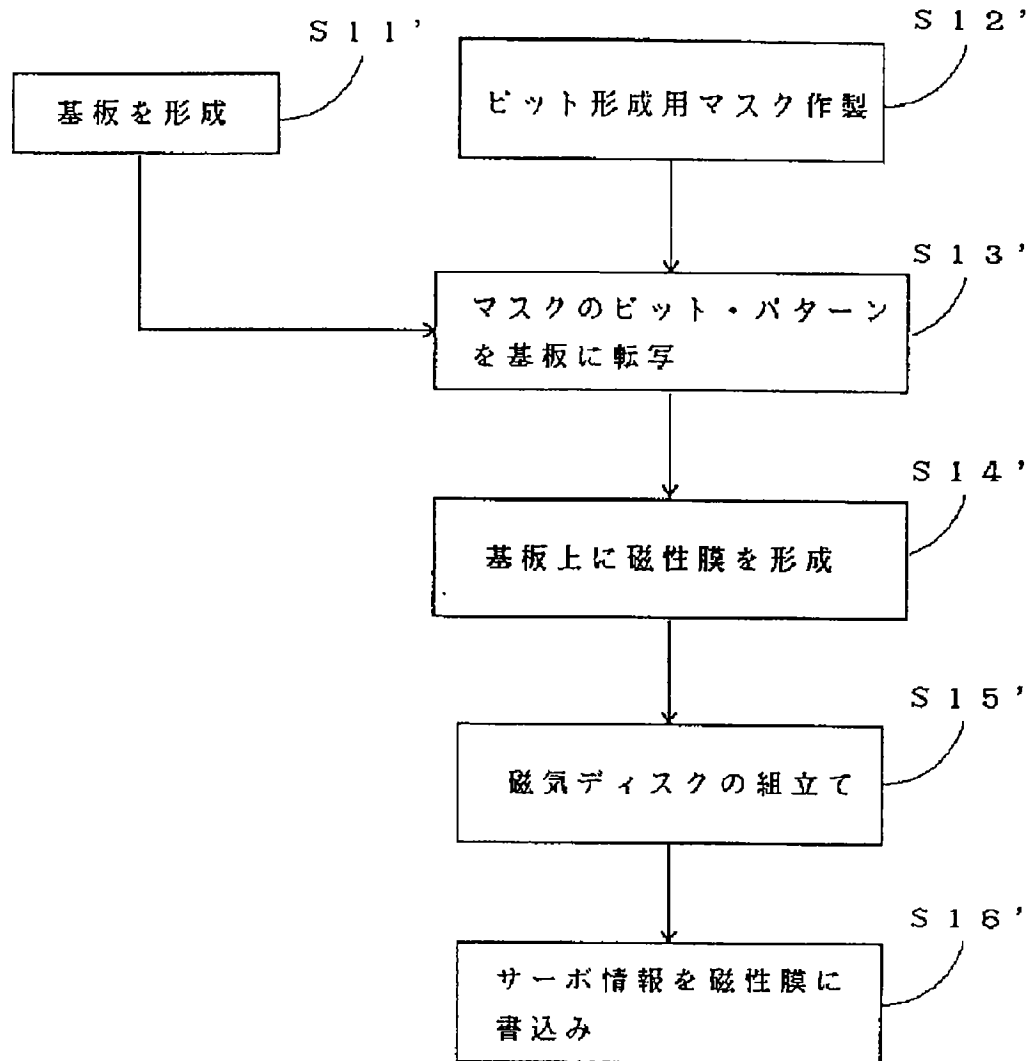 S11'
基板を形成
S12'
ピット形成用マスク作製
S13'
マスクのピット・パターン
を基板に転写
S14'
基板上に磁性膜を形成
S15'
磁気ディスクの組立て
S16'
サーボ情報を磁性膜に
書込み